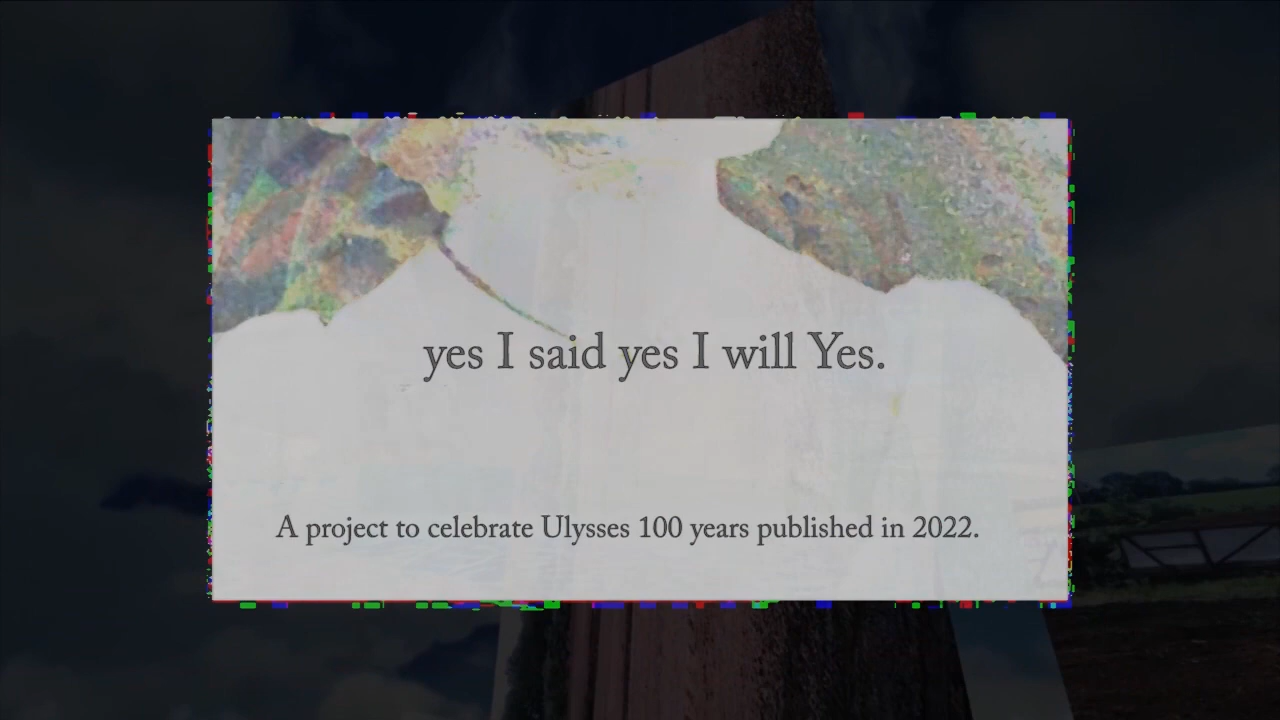 yes I said yes I will Yes.
A project to celebrate Ulysses 100 years published in 2022.